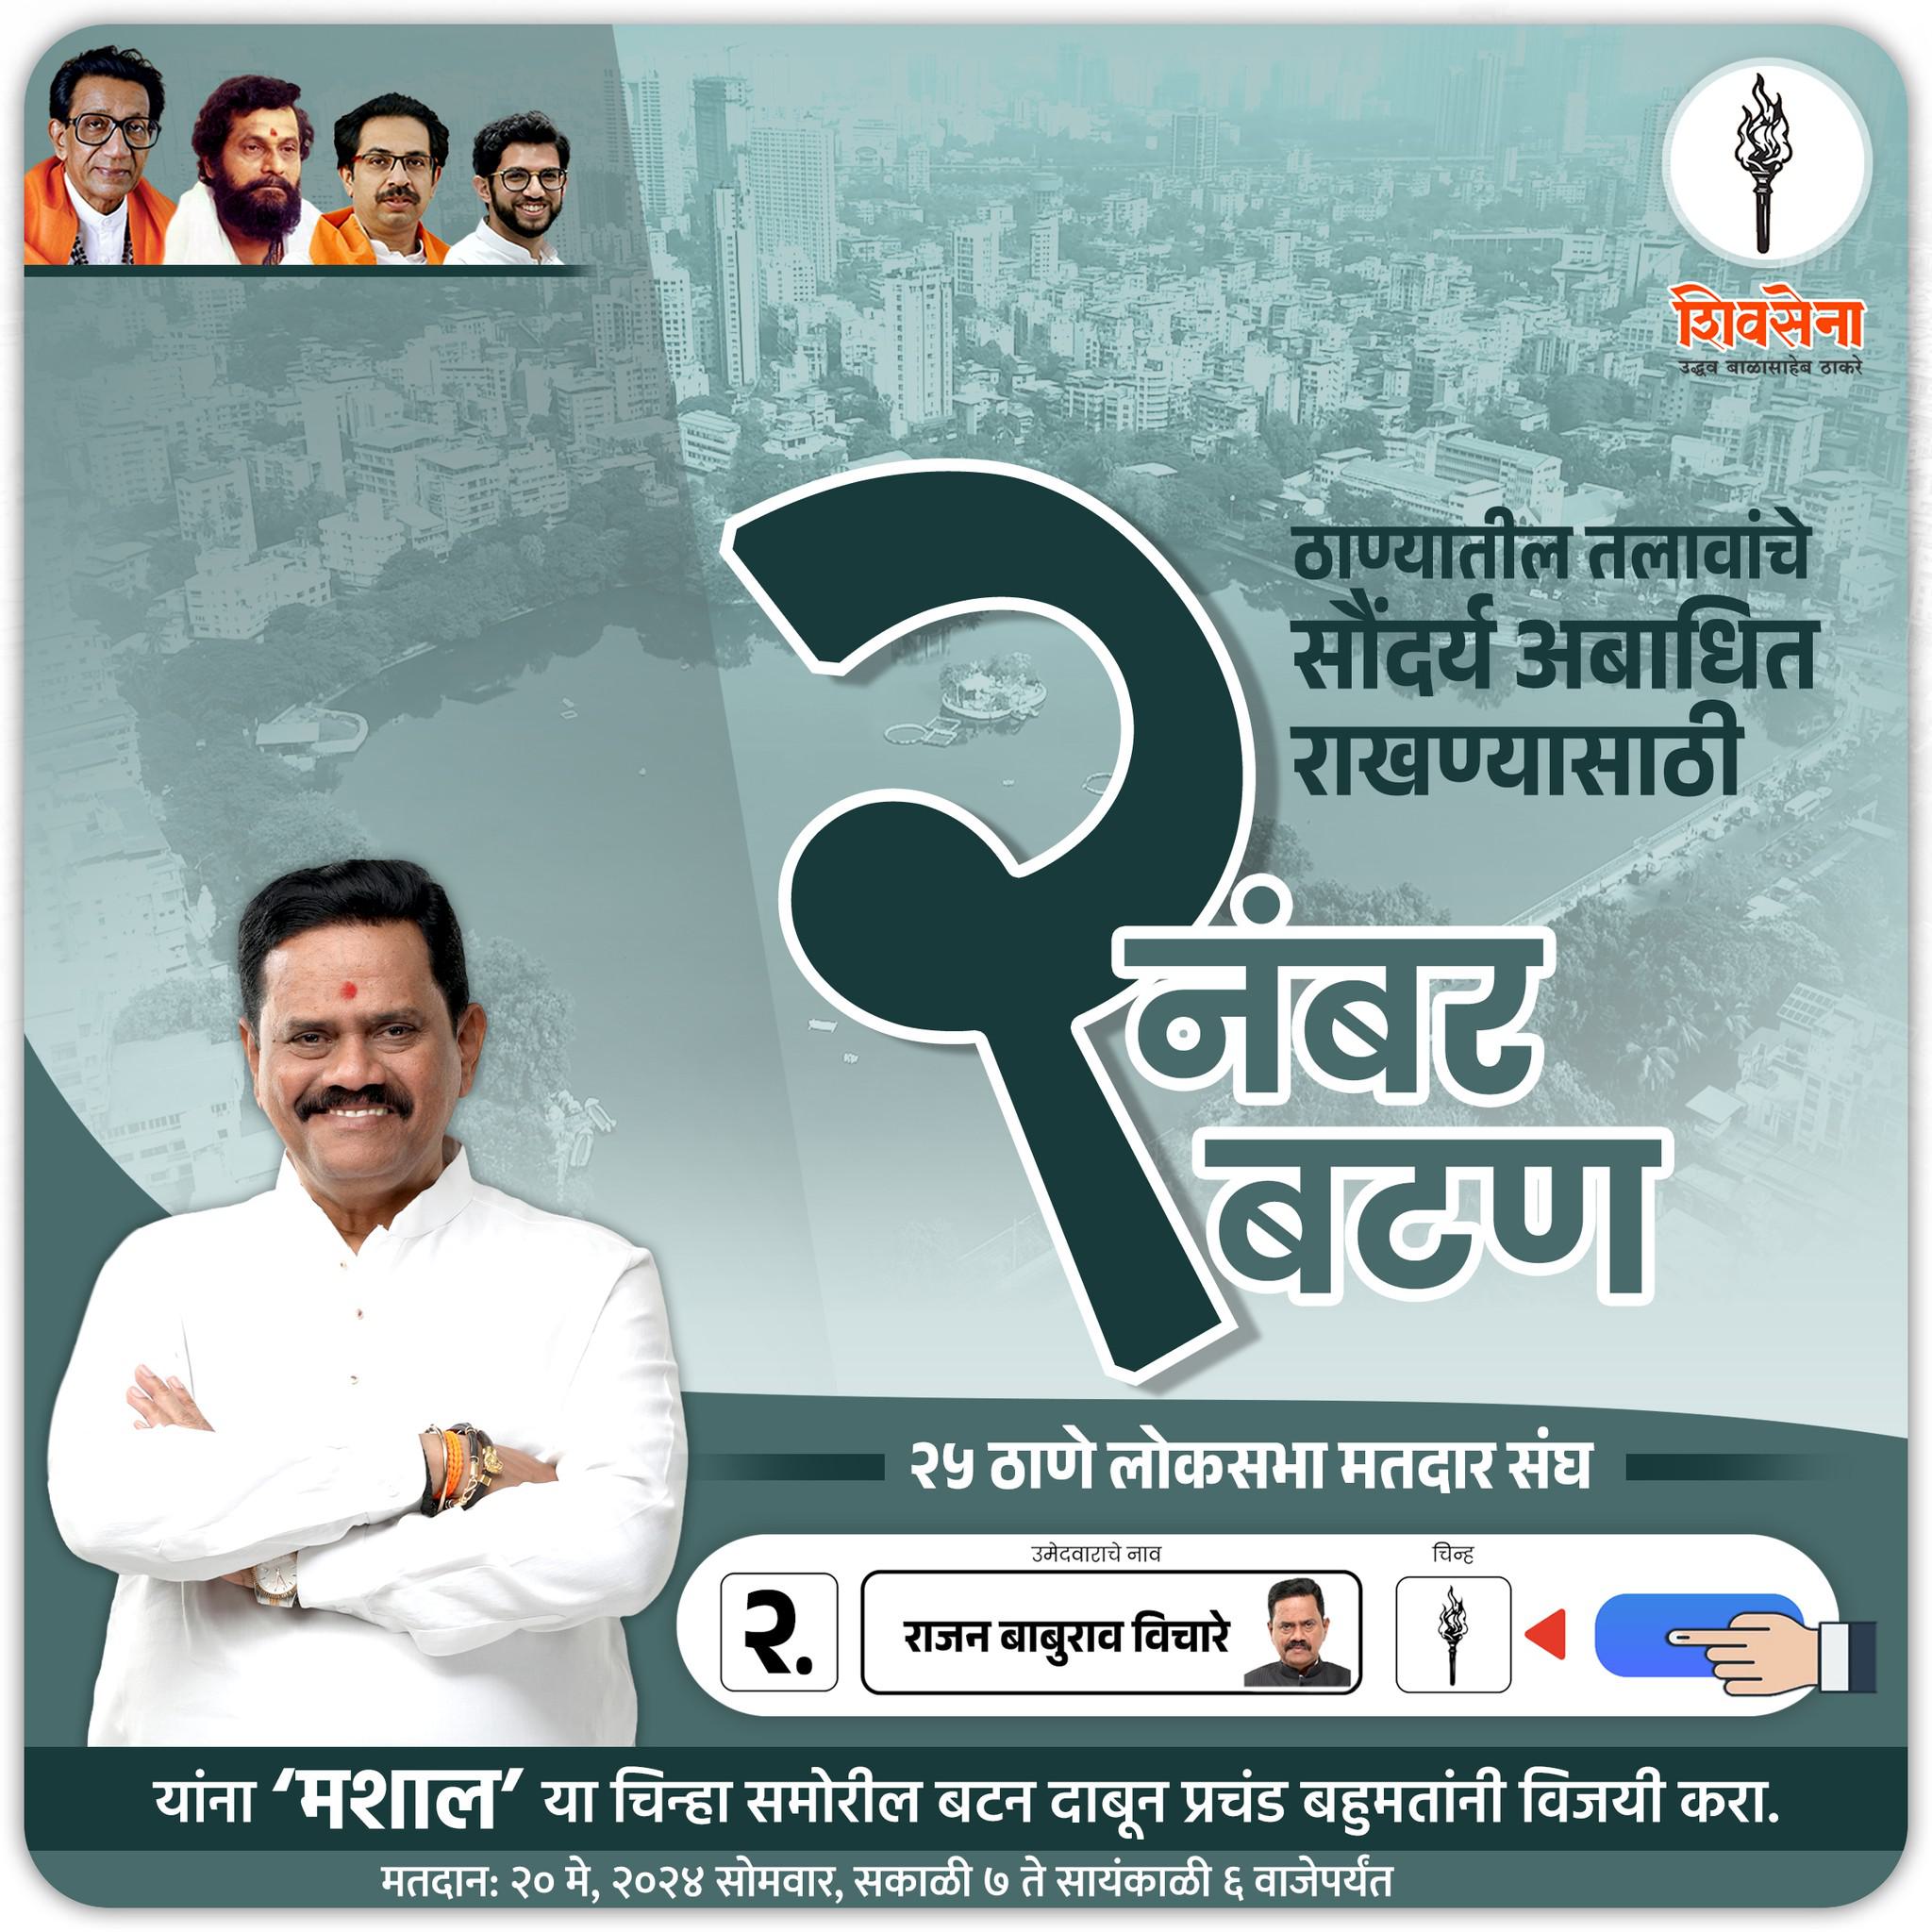 शिवसेना
उद्धव बाळासाहेब ठाकरे
ठाण्यातील तलावांचे
सौंदर्य अबाधित
राखण्यासाठी
२
नंबर
बटण
२५ ठाणे लोकसभा मतदार संघ
उमेदवाराचे नाव
चिन्ह
२.
राजन बाबुराव विचारे
यांना ‘मशाल’ या चिन्हा समोरील बटन दाबून प्रचंड बहुमतांनी विजयी करा.
मतदान: २० मे, २०२४ सोमवार, सकाळी ७ ते सायंकाळी ६ वाजेपर्यंत